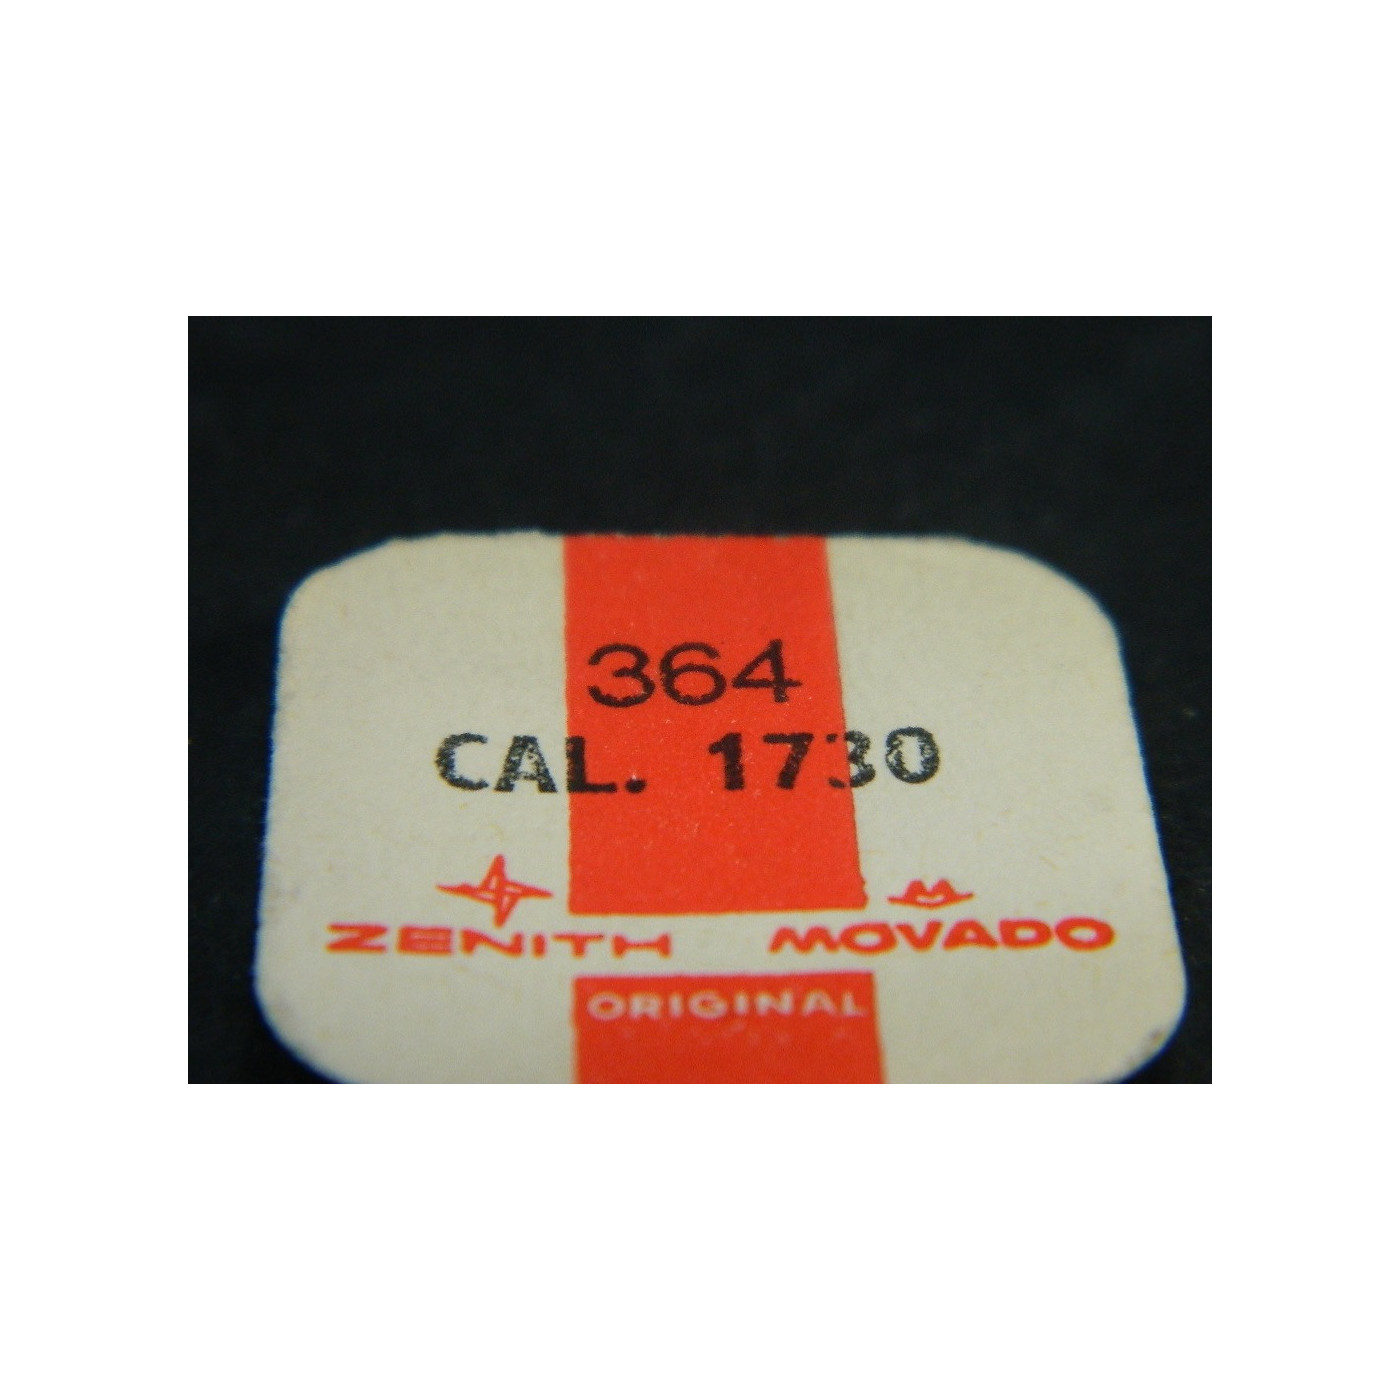 364
CAL. 1730
ZENITH MOVADO
ORIGINAL